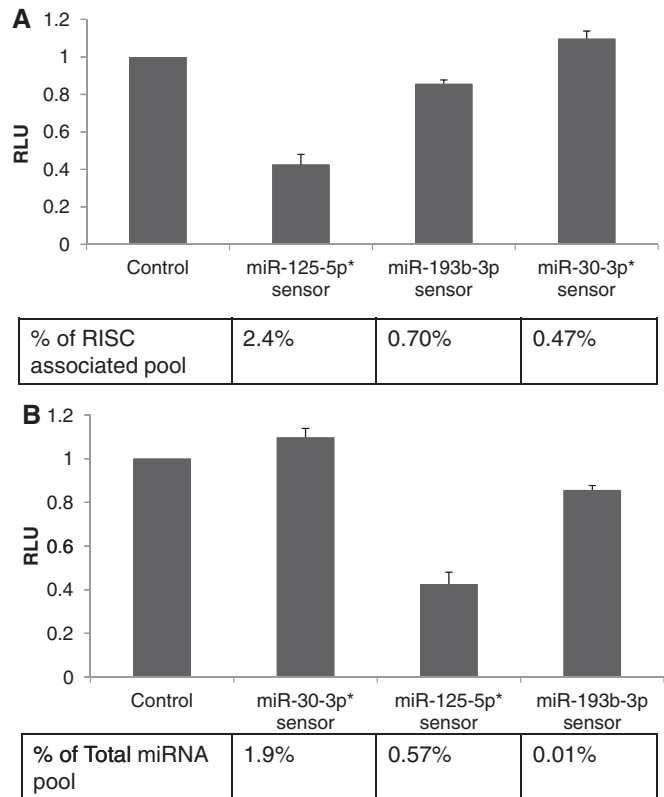 A
1.2
1
0.8
0.6
0.4
0.2
0
RLU
Control
miR-125-5p* sensor
miR-193b-3p sensor
miR-30-3p* sensor
% of RISC associated pool
2.4%
0.70%
0.47%
B
1.2
1
0.8
0.6
0.4
0.2
0
RLU
Control
miR-30-3p* sensor
miR-125-5p* sensor
miR-193b-3p sensor
% of Total miRNA pool
1.9%
0.57%
0.01%